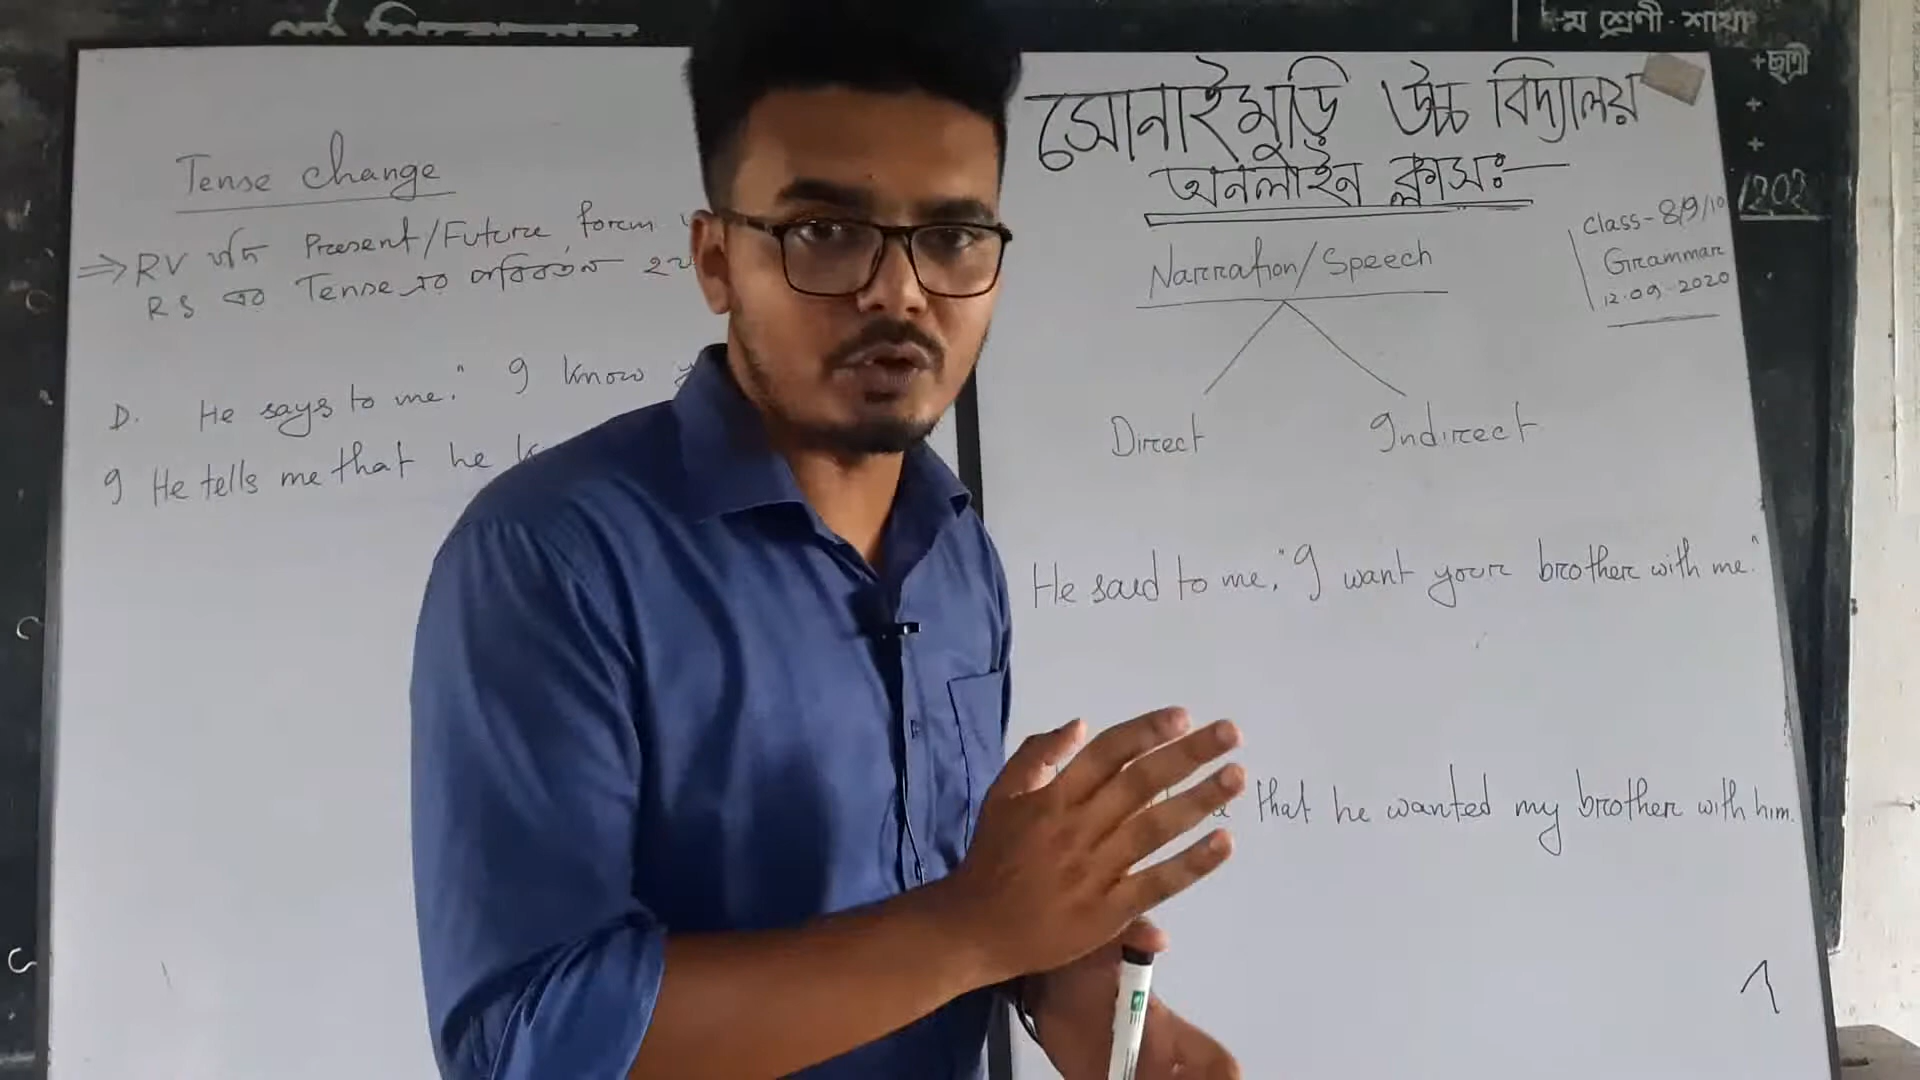 ম শ্রেণী - শাখা
+ছাত্রী
+
+
Tense Change
⇒ RV যদি Present/Future form
RS এর Tense এর পরিবর্তন
D. He says to me." I know
I He tells me that he
সোনাইমুড়ি উচ্চ বিদ্যালয়
অনলাইন ক্লাসঃ
class-8/9/10
Grammar
12.09-2020
Narration/Speech
Direct
Indirect
He said to me, "I want your brother with me."
that he wanted my brother with him.